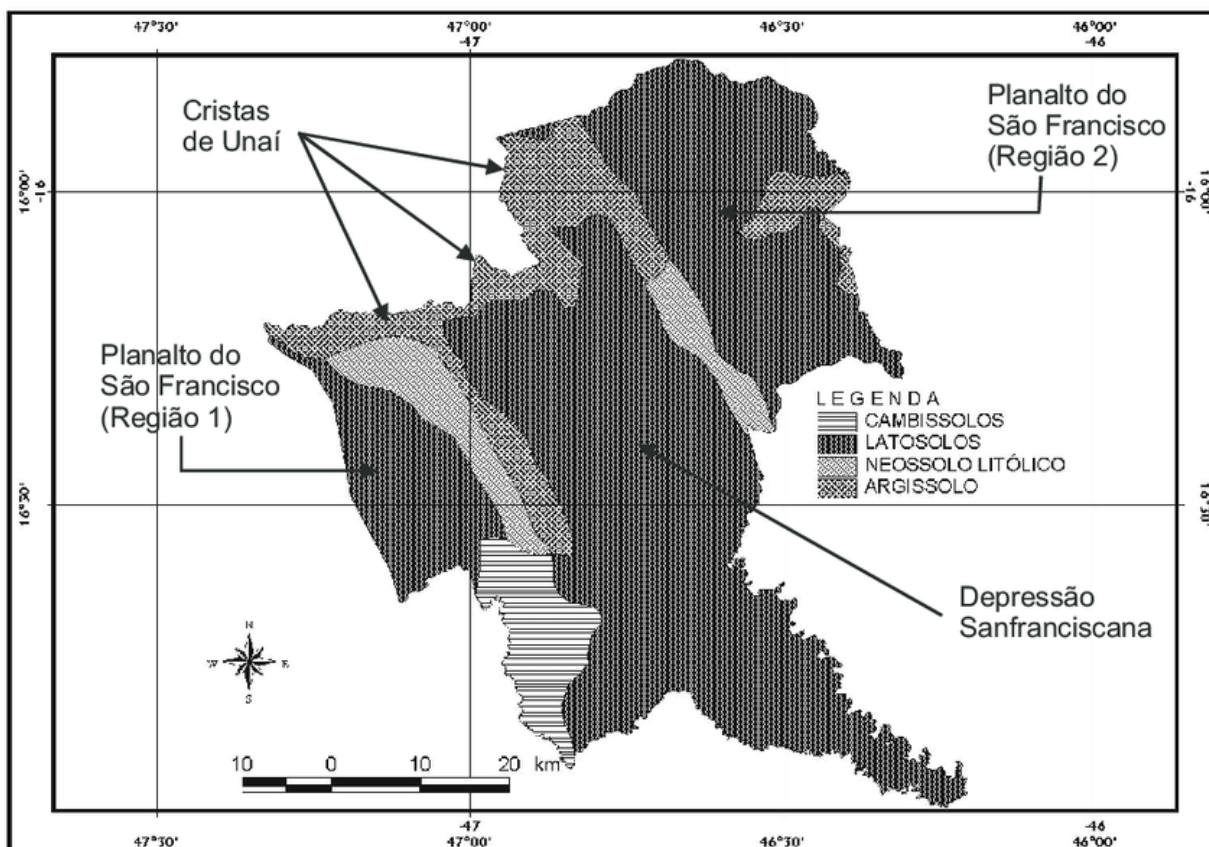 47°30' 47°00' 46°30' 46°00'
-47 -46
Cristas
de Unaí
Planalto do
São Francisco
(Região 2)
16°00'
-16
16°00'
-16
Planalto do
São Francisco
(Região 1)
LEGENDA
CAMBISSOLOS
LATOSOLOS
NEOSSOLO LITÓLICO
ARGISSOLO
16°30'
16°30'
Depressão
Sanfranciscana
N
W E
S
10 0 10 20 km
-47 -46
47°30' 47°00' 46°30' 46°00'